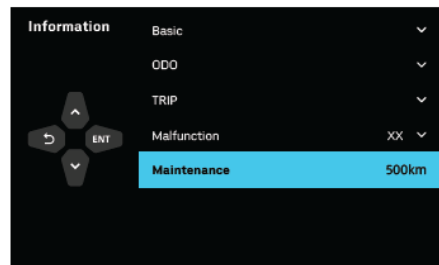 Information
Basic
ODO
TRIP
ENT
Malfunction XX
Maintenance 500km